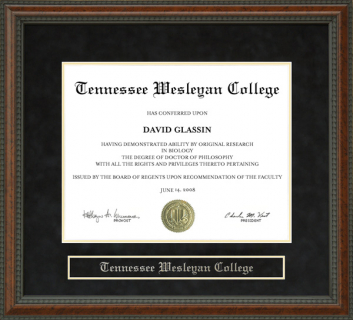 Tennessee Wesleyan College
HAS CONFERRED UPON
DAVID GLASSIN
HAVING DEMONSTRATED ABILITY BY ORIGINAL RESEARCH
IN BIOLOGY
THE DEGREE OF DOCTOR OF PHILOSOPHY
WITH ALL THE RIGHTS AND PRIVILEGES THERETO PERTAINING
ISSUED BY THE BOARD OF REGENTS UPON RECOMMENDATION OF THE FACULTY
JUNE 14, 2008
PROVOST
PRESIDENT
Tennessee Wesleyan College